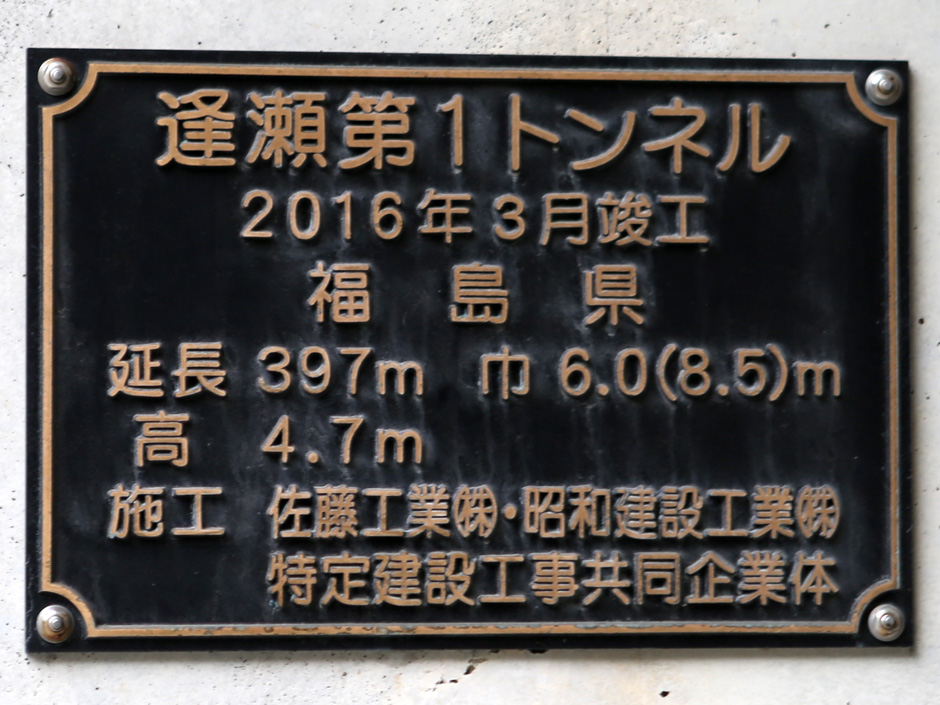 逢瀬第1トンネル
2016年3月竣工
福島県
延長 397m 巾 6.0(8.5)m
高 4.7m
施工 佐藤工業㈱・昭和建設工業㈱
特定建設工事共同企業体